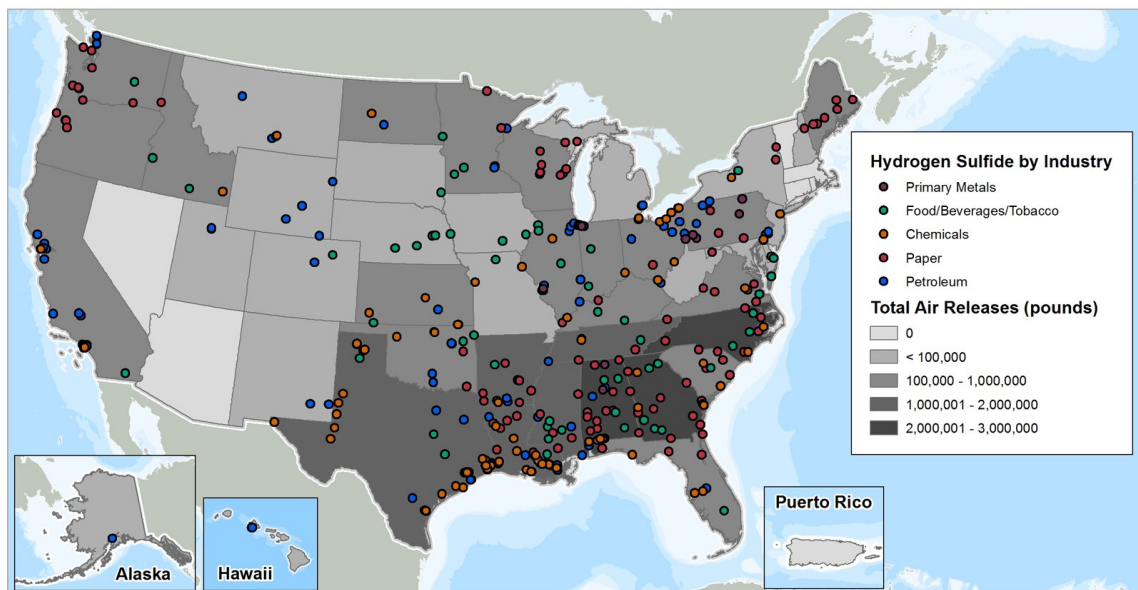 Hydrogen Sulfide by Industry
Primary Metals
Food/Beverages/Tobacco
Chemicals
Paper
Petroleum
Total Air Releases (pounds)
0
< 100,000
100,000 - 1,000,000
1,000,001 - 2,000,000
2,000,001 - 3,000,000
Alaska
Hawaii
Puerto Rico